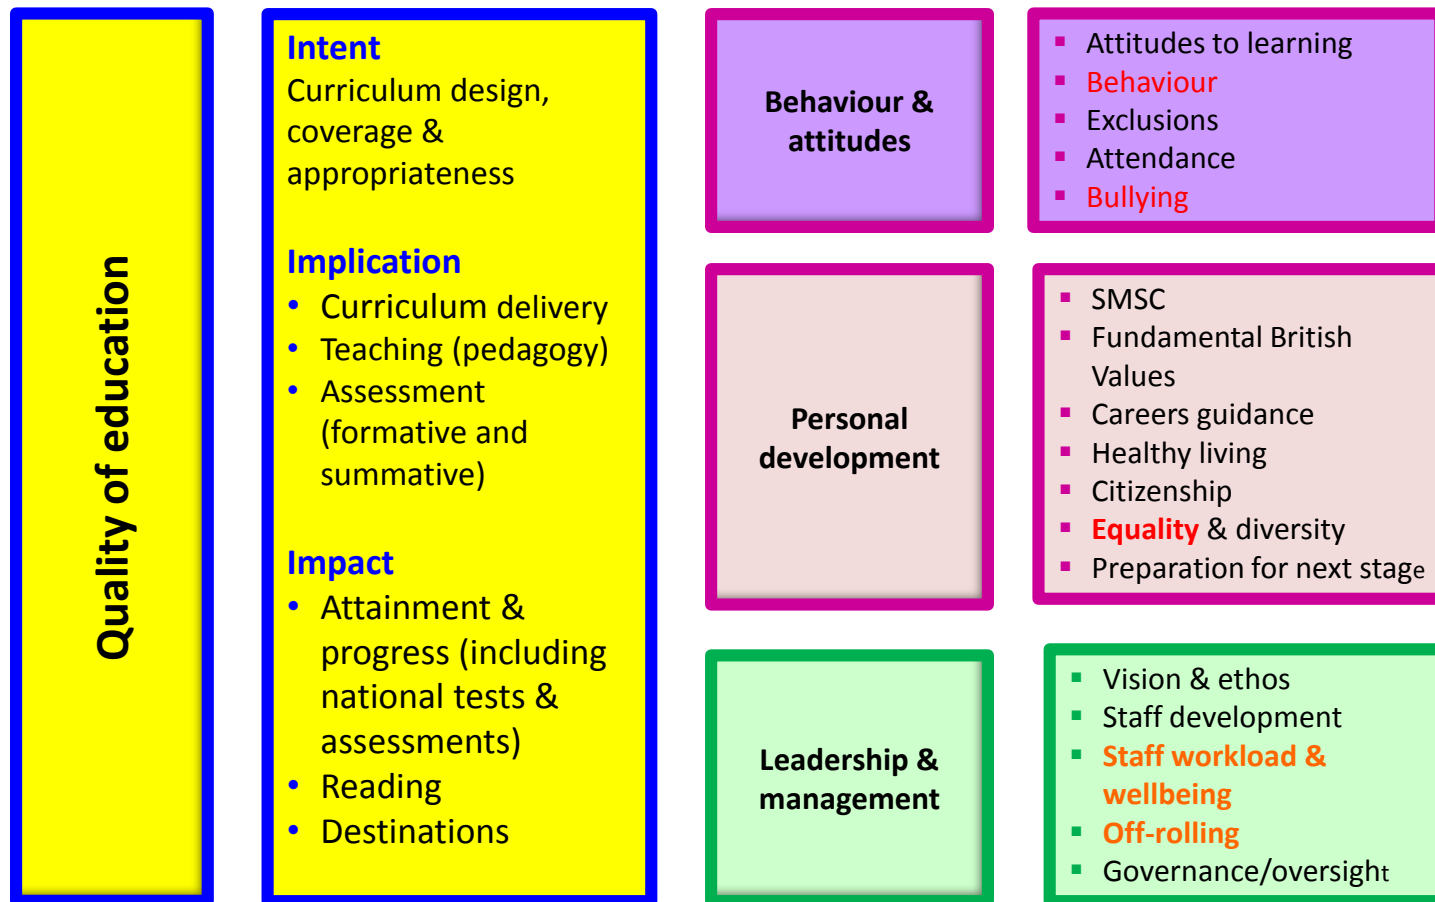 Quality of education
Intent
Curriculum design,
coverage &
appropriateness
Implication
• Curriculum delivery
• Teaching (pedagogy)
• Assessment
(formative and
summative)
Impact
• Attainment &
progress (including
national tests &
assessments)
• Reading
• Destinations
Behaviour &
attitudes
▪ Attitudes to learning
▪ Behaviour
▪ Exclusions
▪ Attendance
▪ Bullying
Personal
development
▪ SMSC
▪ Fundamental British
Values
▪ Careers guidance
▪ Healthy living
▪ Citizenship
▪ Equality & diversity
▪ Preparation for next stage
Leadership &
management
▪ Vision & ethos
▪ Staff development
▪ Staff workload &
wellbeing
▪ Off-rolling
▪ Governance/oversight